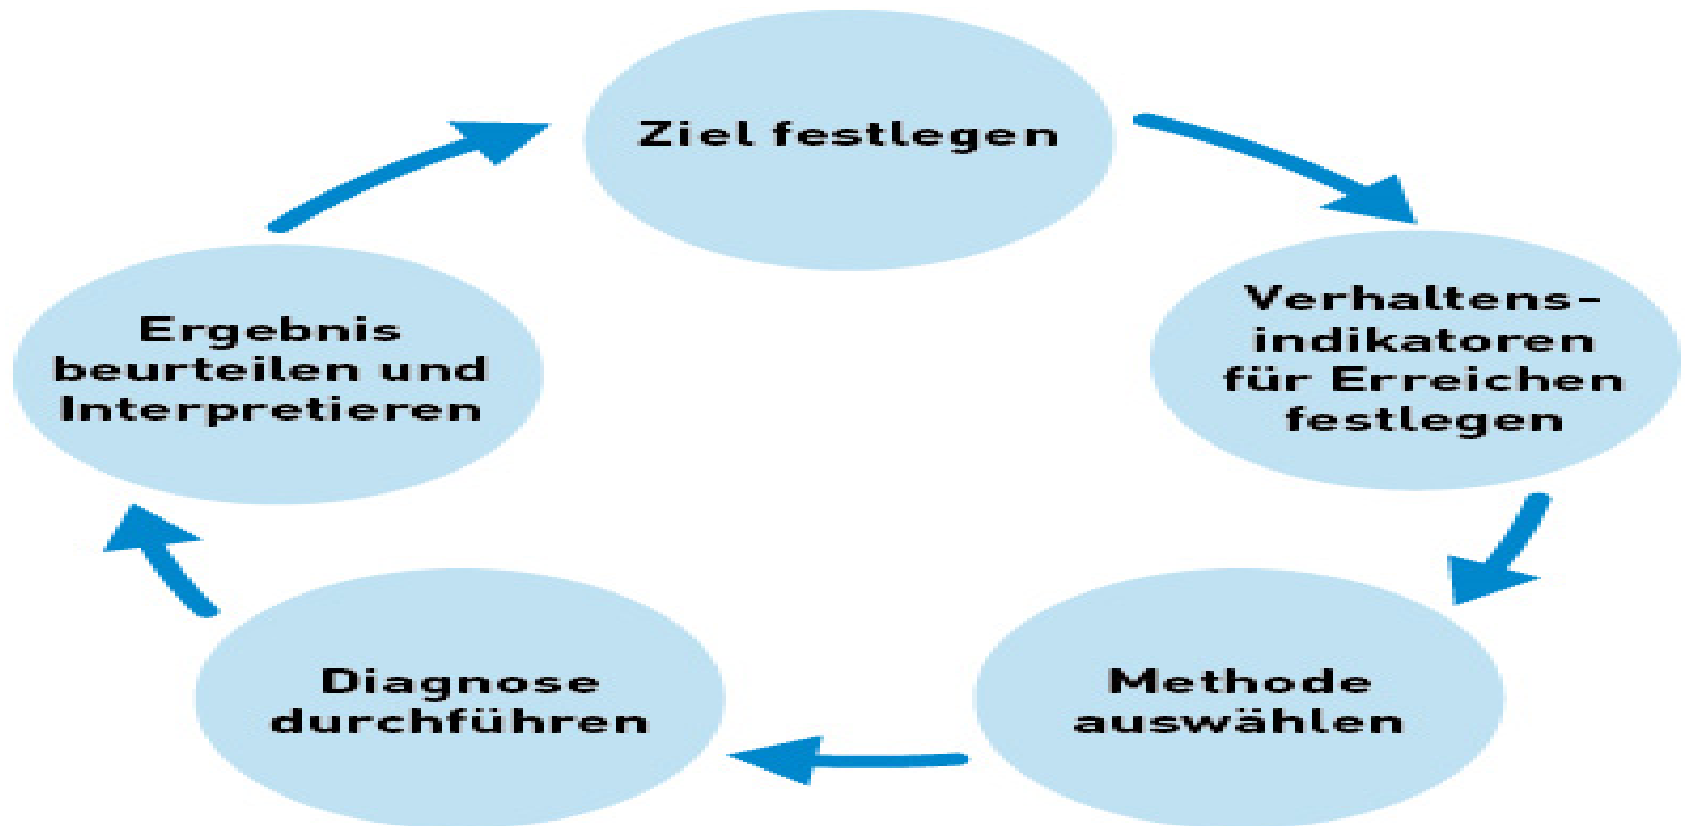 Ziel festlegen
Verhaltens-
indikatoren
für Erreichen
festlegen
Methode
auswählen
Diagnose
durchführen
Ergebnis
beurteilen und
Interpretieren